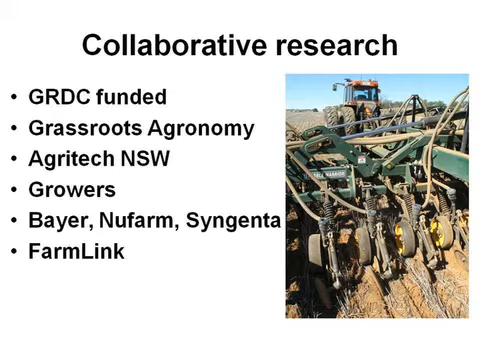 Collaborative research
• GRDC funded
• Grassroots Agronomy
• Agritech NSW
• Growers
• Bayer, Nufarm, Syngenta
• FarmLink